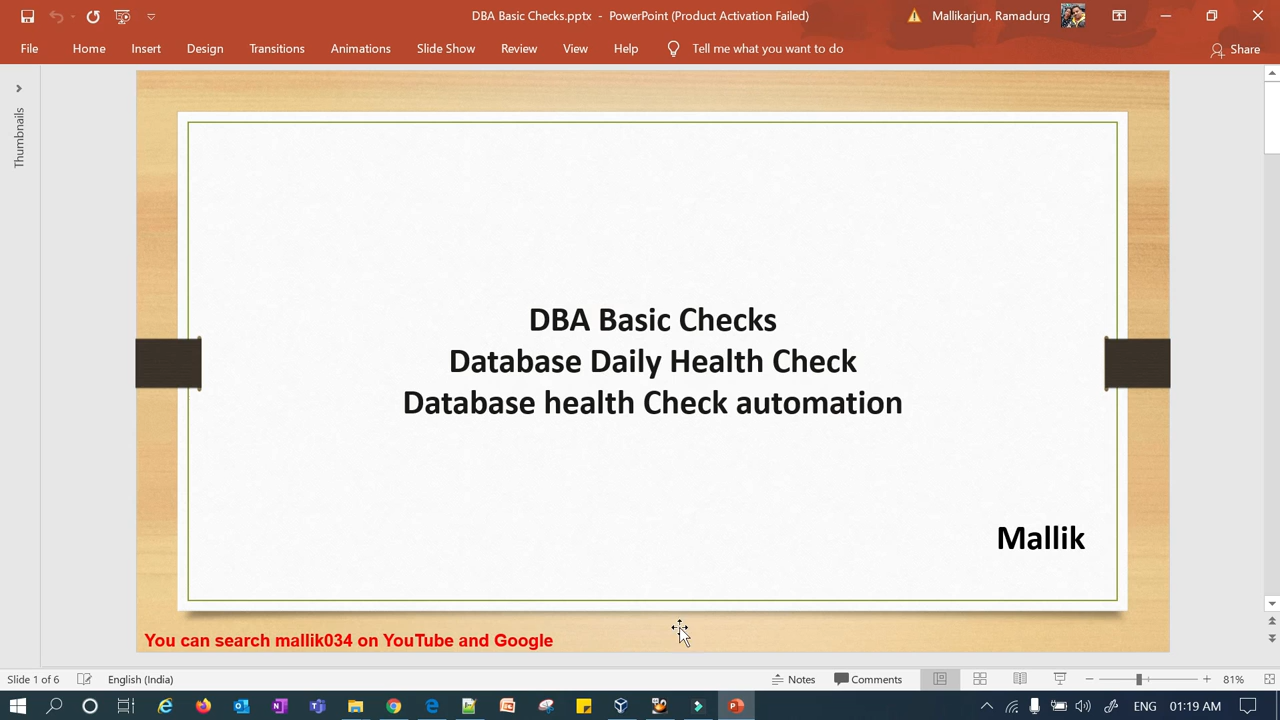 DBA Basic Checks.pptx - PowerPoint (Product Activation Failed)
Mallikarjun, Ramadurg
File Home Insert Design Transitions Animations Slide Show Review View Help Tell me what you want to do Share
Thumbnails
DBA Basic Checks
Database Daily Health Check
Database health Check automation
Mallik
You can search mallik034 on YouTube and Google
Slide 1 of 6 English (India) Notes Comments 81%
ENG 01:19 AM